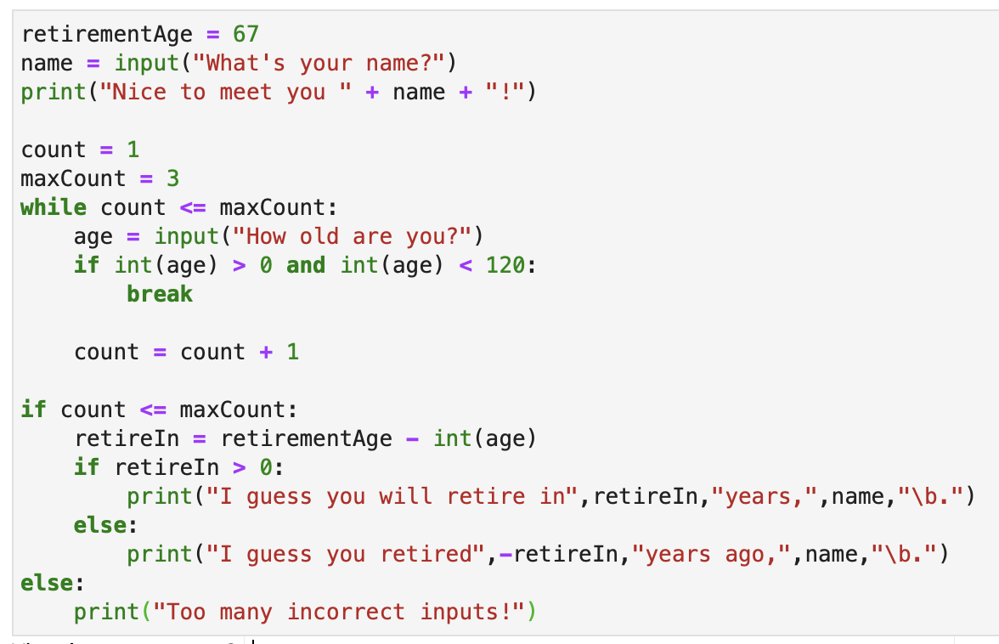 retirementAge = 67
name = input("What's your name?")
print("Nice to meet you " + name + "!")

count = 1
maxCount = 3
while count <= maxCount:
    age = input("How old are you?")
    if int(age) > 0 and int(age) < 120:
        break

    count = count + 1

if count <= maxCount:
    retireIn = retirementAge - int(age)
    if retireIn > 0:
        print("I guess you will retire in",retireIn,"years,",name,"\b.")
    else:
        print("I guess you retired",-retireIn,"years ago,",name,"\b.")
else:
    print("Too many incorrect inputs!")